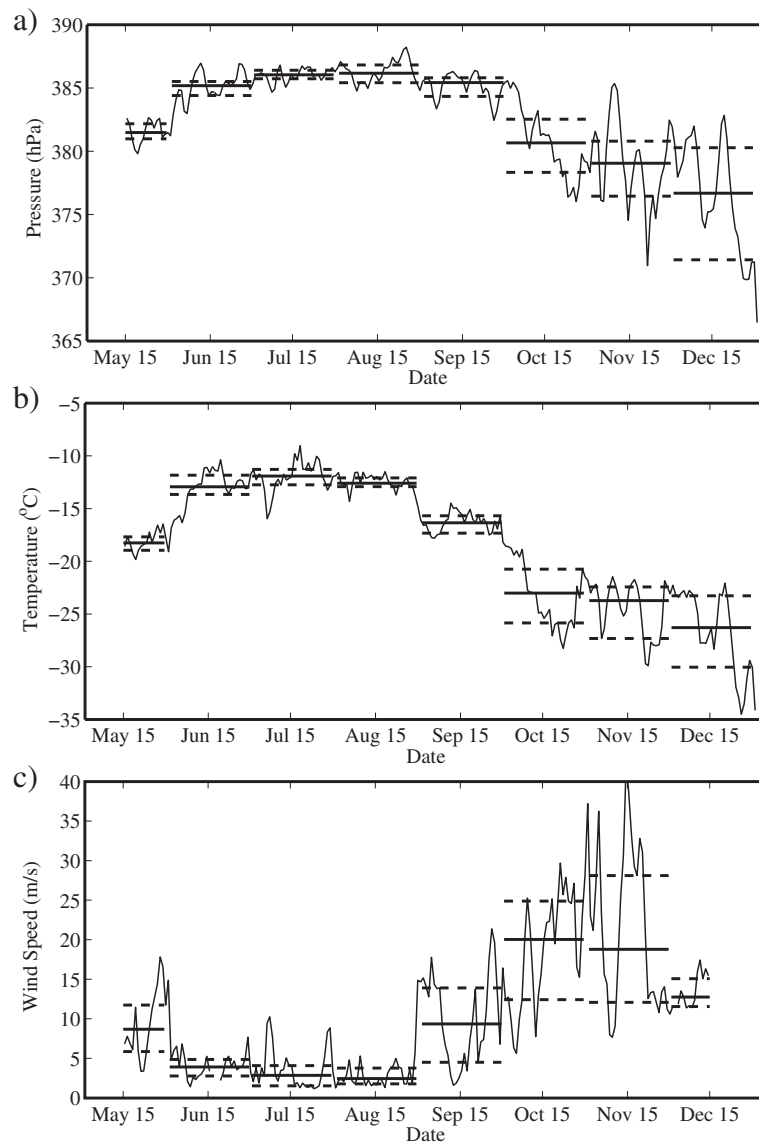 a)
390
385
380
375
370
365
Pressure (hPa)
May 15 Jun 15 Jul 15 Aug 15 Sep 15 Oct 15 Nov 15 Dec 15
Date
b)
−5
−10
−15
−20
−25
−30
−35
Temperature (°C)
May 15 Jun 15 Jul 15 Aug 15 Sep 15 Oct 15 Nov 15 Dec 15
Date
c)
40
35
30
25
20
15
10
5
0
Wind Speed (m/s)
May 15 Jun 15 Jul 15 Aug 15 Sep 15 Oct 15 Nov 15 Dec 15
Date